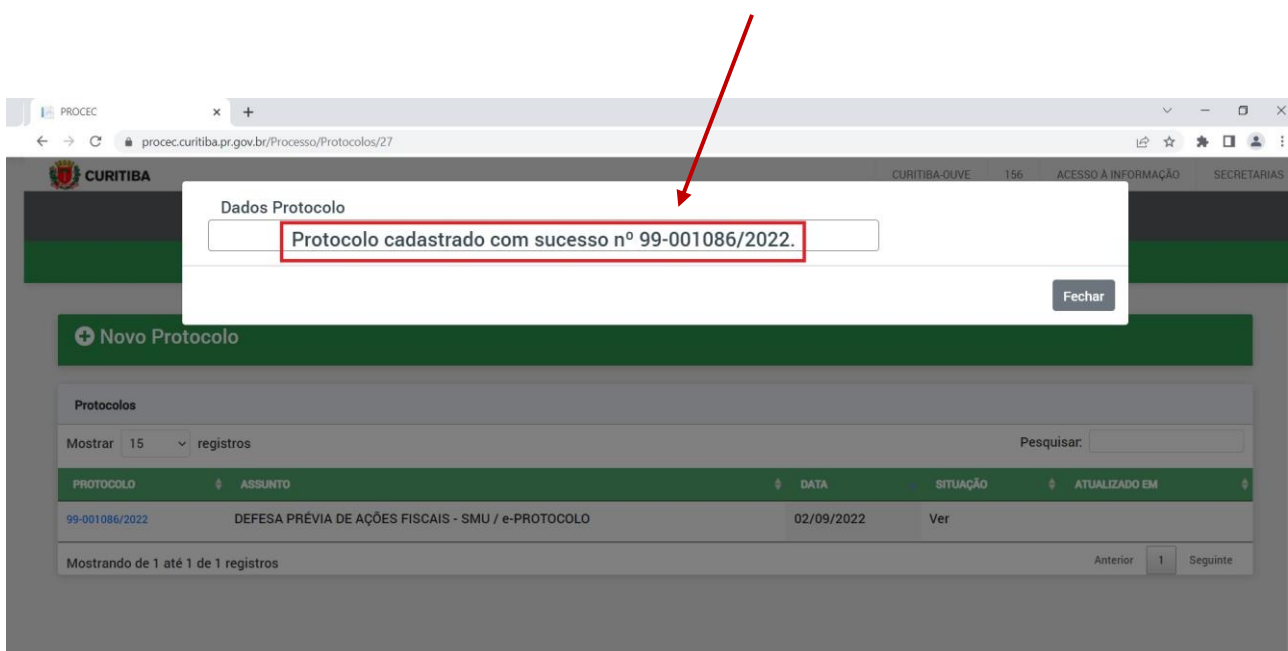 PROCEC
procec.curitiba.pr.gov.br/Processo/Protocolos/27
CURITIBA
CURITIBA-OUVE 156 ACESSO À INFORMAÇÃO SECRETARIAS
Dados Protocolo
Protocolo cadastrado com sucesso nº 99-001086/2022.
Fechar
Novo Protocolo
Protocolos
Mostrar 15 registros Pesquisar:
PROTOCOLO ASSUNTO DATA SITUAÇÃO ATUALIZADO EM
99-001086/2022 DEFESA PRÉVIA DE AÇÕES FISCAIS - SMU / e-PROTOCOLO 02/09/2022 Ver
Mostrando de 1 até 1 de 1 registros Anterior 1 Seguinte